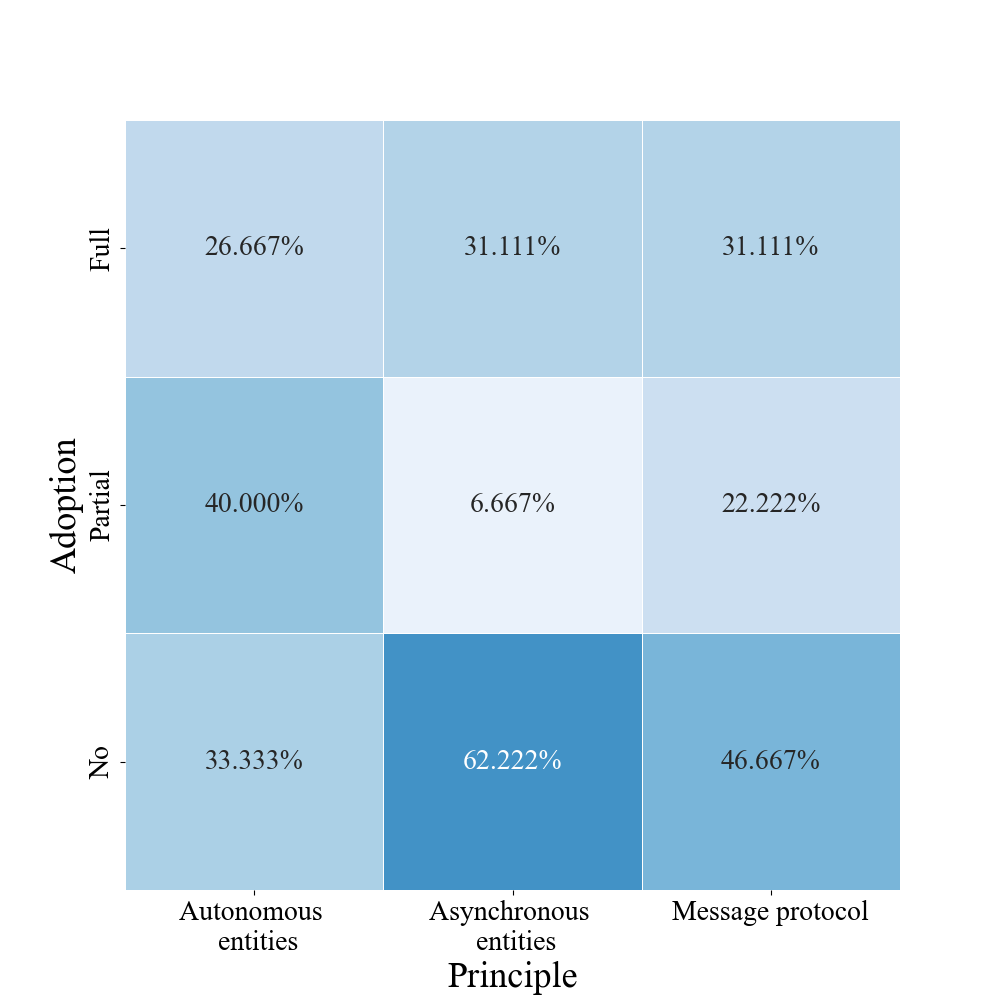 Adoption
Full
26.667%
31.111%
31.111%
Partial
40.000%
6.667%
22.222%
No
33.333%
62.222%
46.667%
Autonomous
entities
Asynchronous
entities
Message protocol
Principle